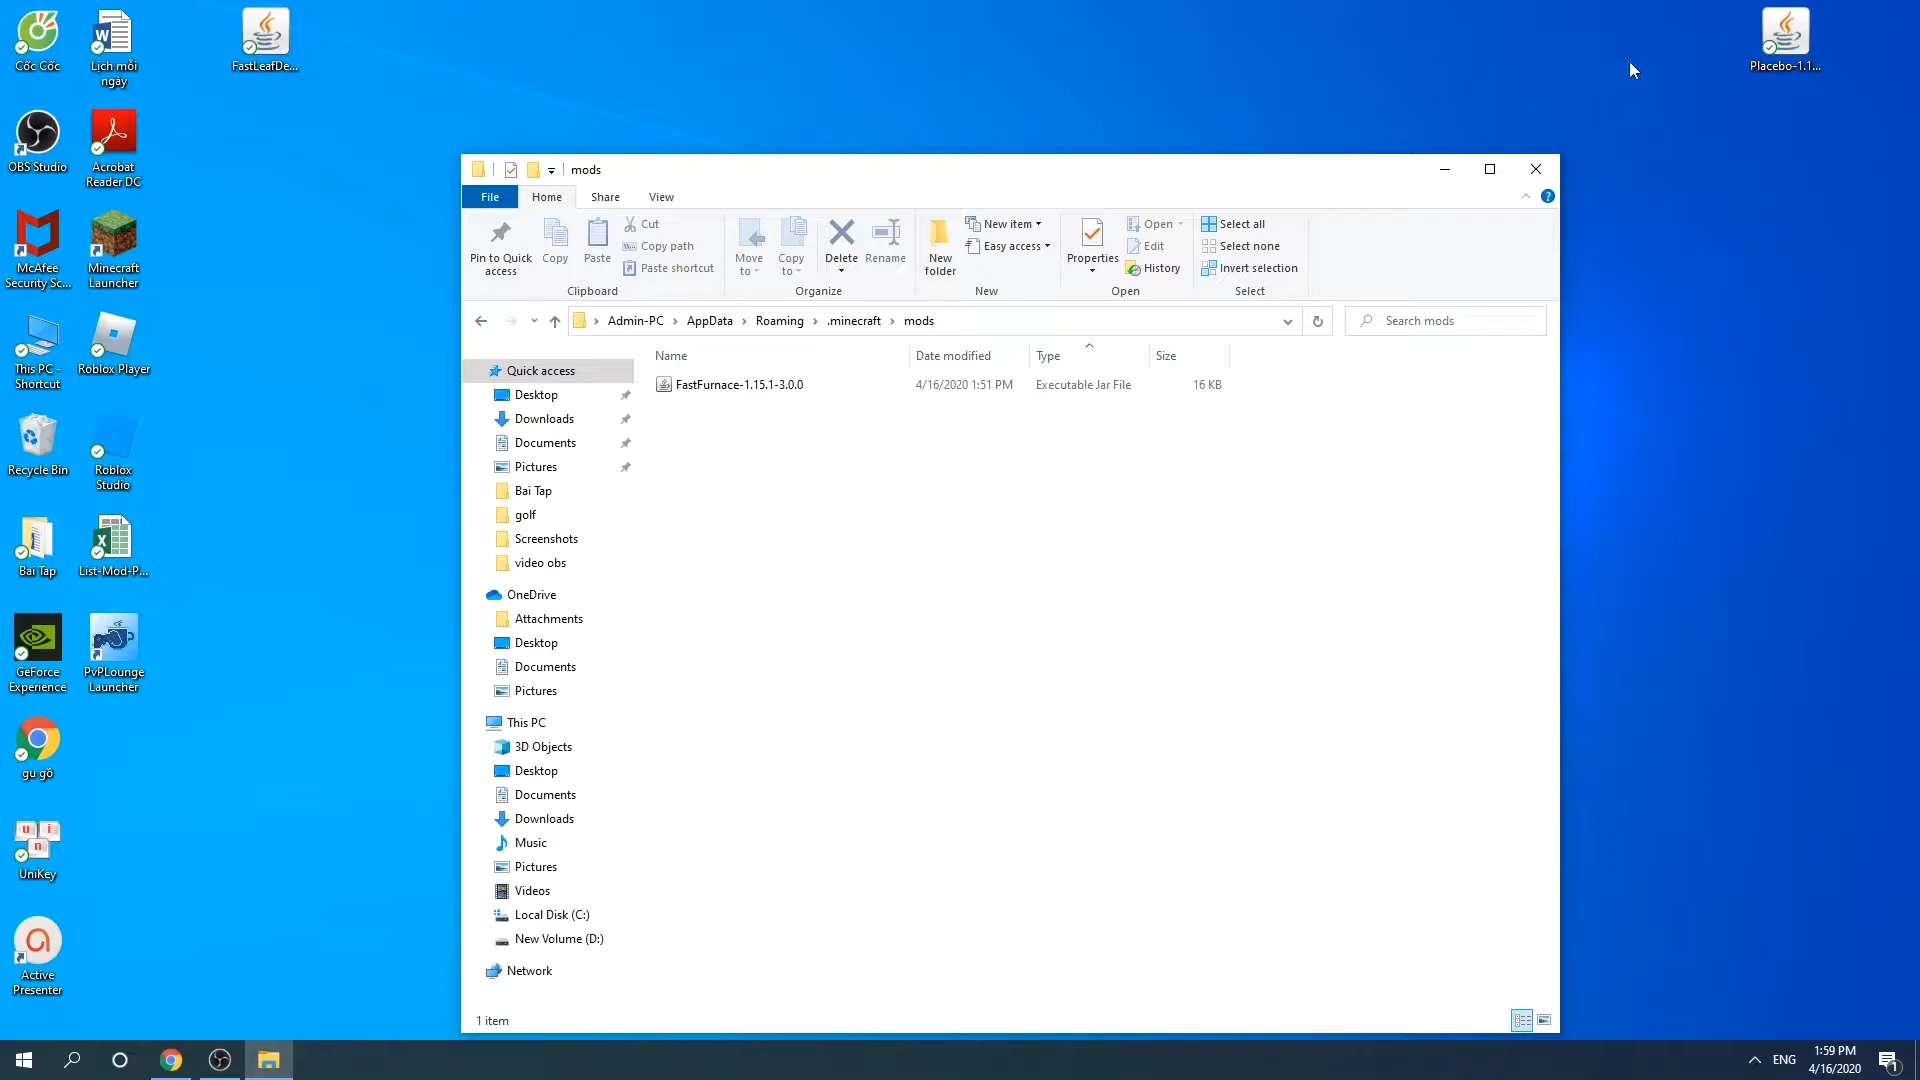 Cốc Cốc
Lịch mỗi
ngày
FastLeafDe...
Placebo-1.1...
OBS Studio
Acrobat
Reader DC
McAfee
Security Sc...
Minecraft
Launcher
This PC -
Shortcut
Roblox Player
Recycle Bin
Roblox
Studio
Bai Tap
List-Mod-P...
GeForce
Experience
PvPLounge
Launcher
gu gồ
UniKey
Active
Presenter
mods
File
Home
Share
View
Pin to Quick
access
Copy
Paste
Cut
Copy path
Paste shortcut
Clipboard
Move
to
Copy
to
Delete
Rename
Organize
New
folder
New item
Easy access
New
Properties
Open
Edit
History
Open
Select all
Select none
Invert selection
Select
Admin-PC
AppData
Roaming
.minecraft
mods
Search mods
Name
Date modified
Type
Size
FastFurnace-1.15.1-3.0.0
4/16/2020 1:51 PM
Executable Jar File
16 KB
Quick access
Desktop
Downloads
Documents
Pictures
Bai Tap
golf
Screenshots
video obs
OneDrive
Attachments
Desktop
Documents
Pictures
This PC
3D Objects
Desktop
Documents
Downloads
Music
Pictures
Videos
Local Disk (C:)
New Volume (D:)
Network
1 item
ENG
1:59 PM
4/16/2020
1